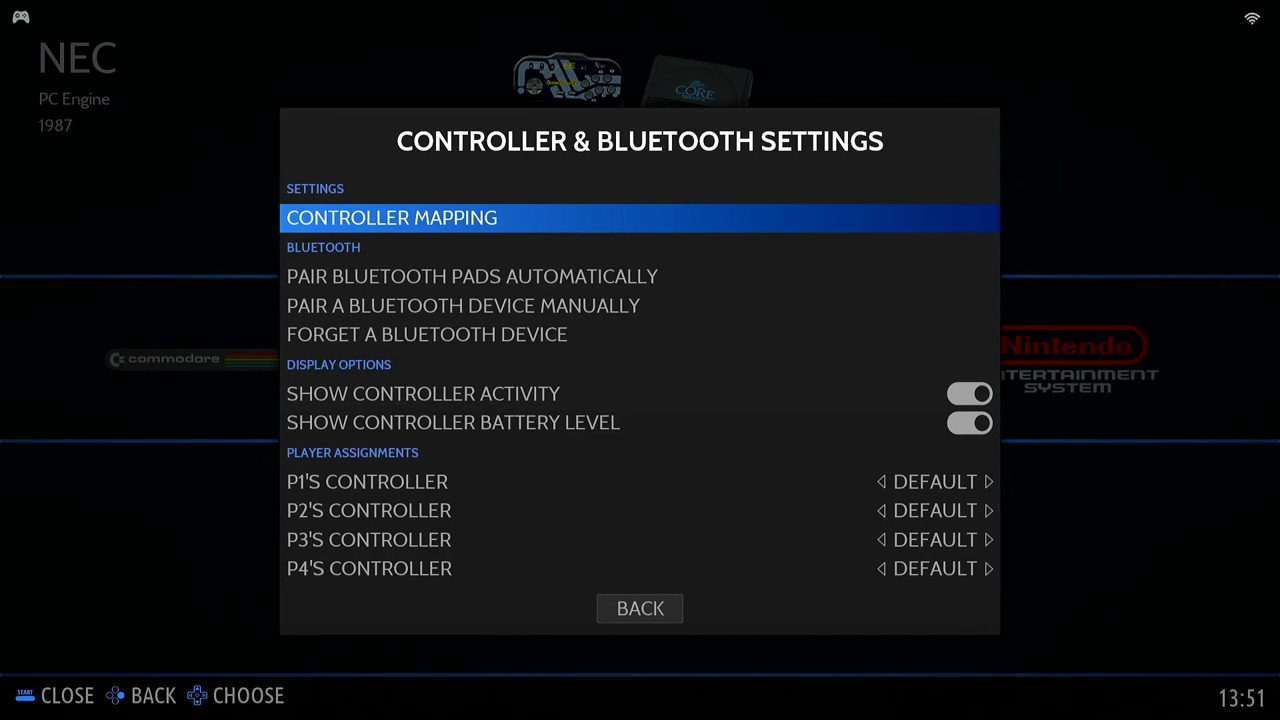 NEC
PC Engine
1987
CORE
CONTROLLER & BLUETOOTH SETTINGS
SETTINGS
CONTROLLER MAPPING
BLUETOOTH
PAIR BLUETOOTH PADS AUTOMATICALLY
PAIR A BLUETOOTH DEVICE MANUALLY
FORGET A BLUETOOTH DEVICE
DISPLAY OPTIONS
SHOW CONTROLLER ACTIVITY
SHOW CONTROLLER BATTERY LEVEL
PLAYER ASSIGNMENTS
P1'S CONTROLLER DEFAULT
P2'S CONTROLLER DEFAULT
P3'S CONTROLLER DEFAULT
P4'S CONTROLLER DEFAULT
BACK
commodore
Nintendo
NTERTAINMENT
SYSTEM
START CLOSE BACK CHOOSE
13:51